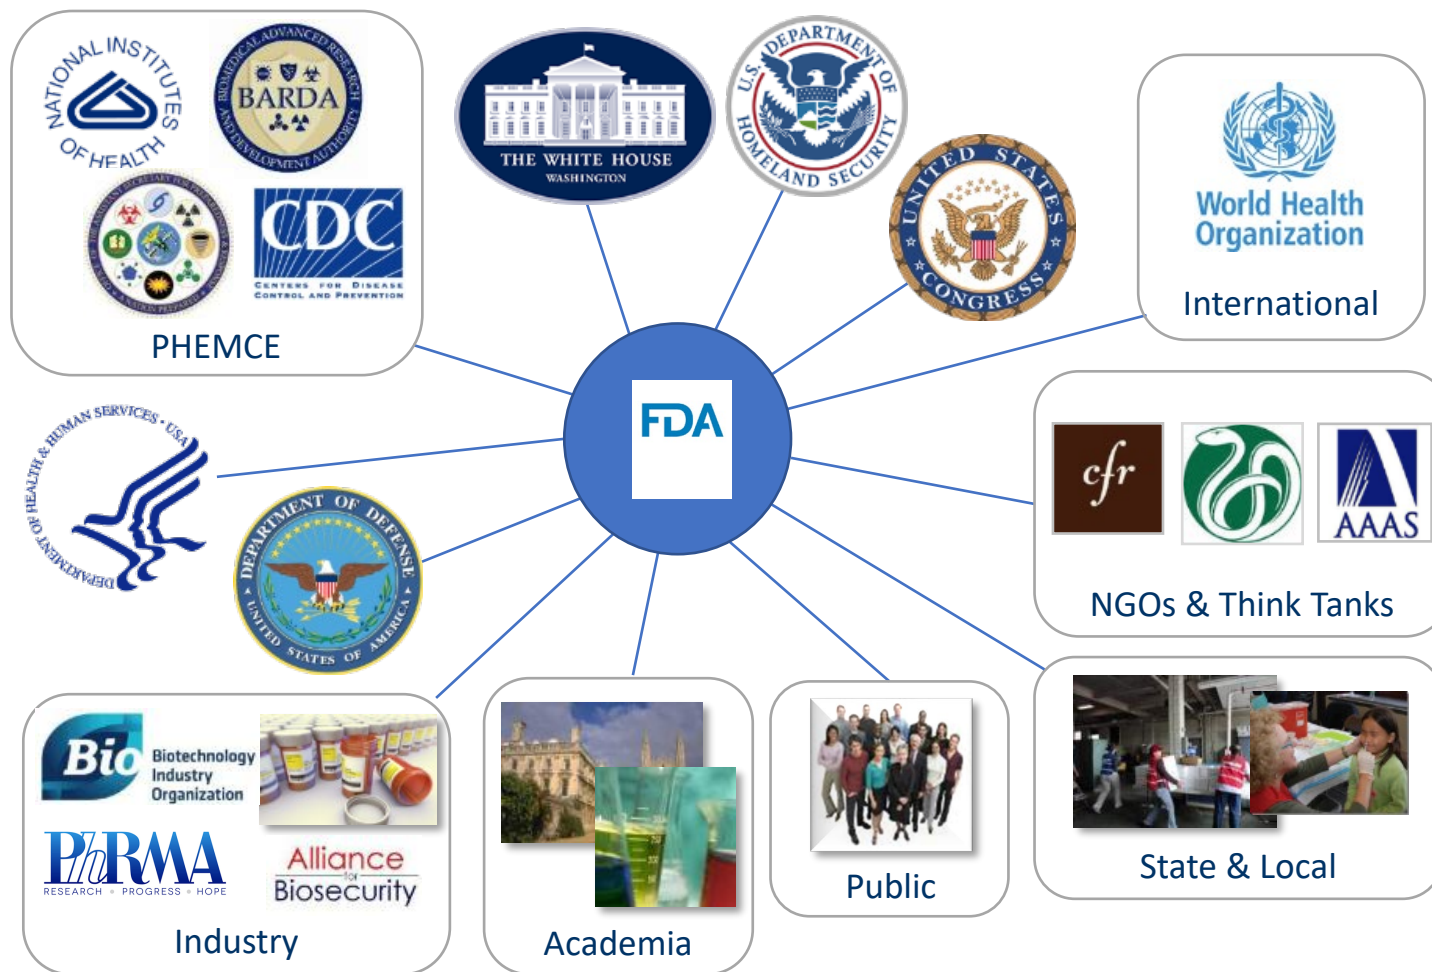 NATIONAL INSTITUTES
OF HEALTH
BIOMEDICAL ADVANCED RESEARCH
AND DEVELOPMENT AUTHORITY
BARDA
CDC
CENTERS FOR DISEASE
CONTROL AND PREVENTION
A NATION PREPARED
PHEMCE
THE WHITE HOUSE
WASHINGTON
U.S. DEPARTMENT OF
HOMELAND SECURITY
UNITED STATES
CONGRESS
World Health
Organization
International
FDA
DEPARTMENT OF HEALTH & HUMAN SERVICES • USA
DEPARTMENT OF DEFENSE
UNITED STATES OF AMERICA
cfr
AAAS
NGOs & Think Tanks
Bio
Biotechnology
Industry
Organization
PhRMA
RESEARCH • PROGRESS • HOPE
Alliance
for
Biosecurity
Industry
Academia
Public
State & Local